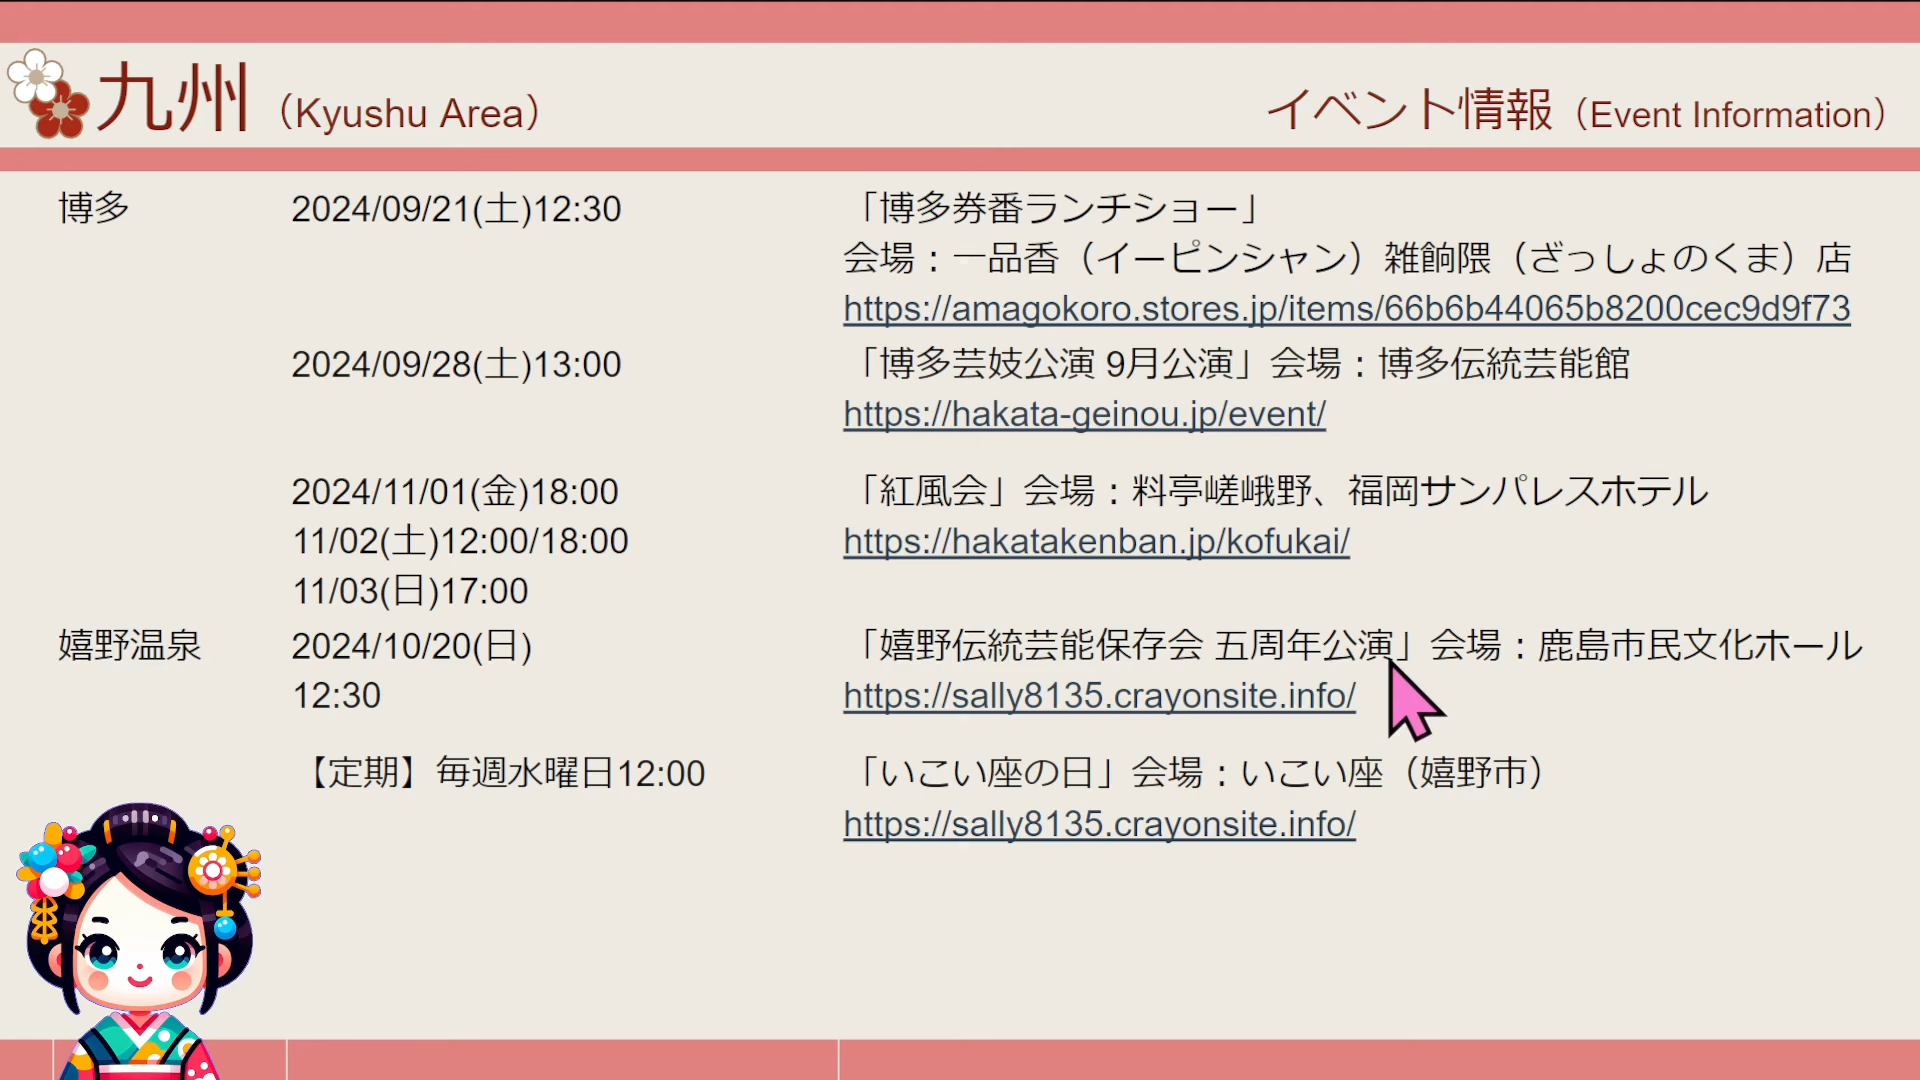 九州（Kyushu Area）
イベント情報（Event Information）
博多 2024/09/21(土)12:30 「博多券番ランチショー」
会場：一品香（イーピンシャン）雑餉隈（ざっしょのくま）店
https://amagokoro.stores.jp/items/66b6b44065b8200cec9d9f73
2024/09/28(土)13:00 「博多芸妓公演 9月公演」会場：博多伝統芸能館
https://hakata-geinou.jp/event/
2024/11/01(金)18:00 「紅風会」会場：料亭嵯峨野、福岡サンパレスホテル
11/02(土)12:00/18:00 https://hakatakenban.jp/kofukai/
11/03(日)17:00
嬉野温泉 2024/10/20(日) 「嬉野伝統芸能保存会 五周年公演」会場：鹿島市民文化ホール
12:30 https://sally8135.crayonsite.info/
【定期】毎週水曜日12:00 「いこい座の日」会場：いこい座（嬉野市）
https://sally8135.crayonsite.info/